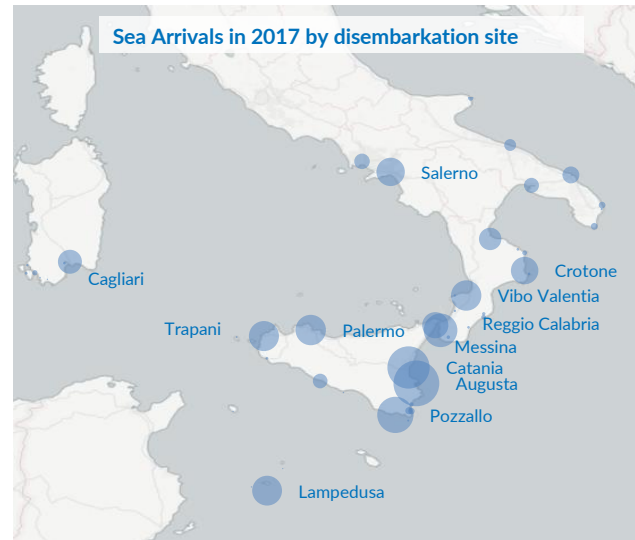 Sea Arrivals in 2017 by disembarkation site
Salerno
Cagliari
Crotone
Vibo Valentia
Trapani
Palermo
Reggio Calabria
Messina
Catania
Augusta
Pozzallo
Lampedusa